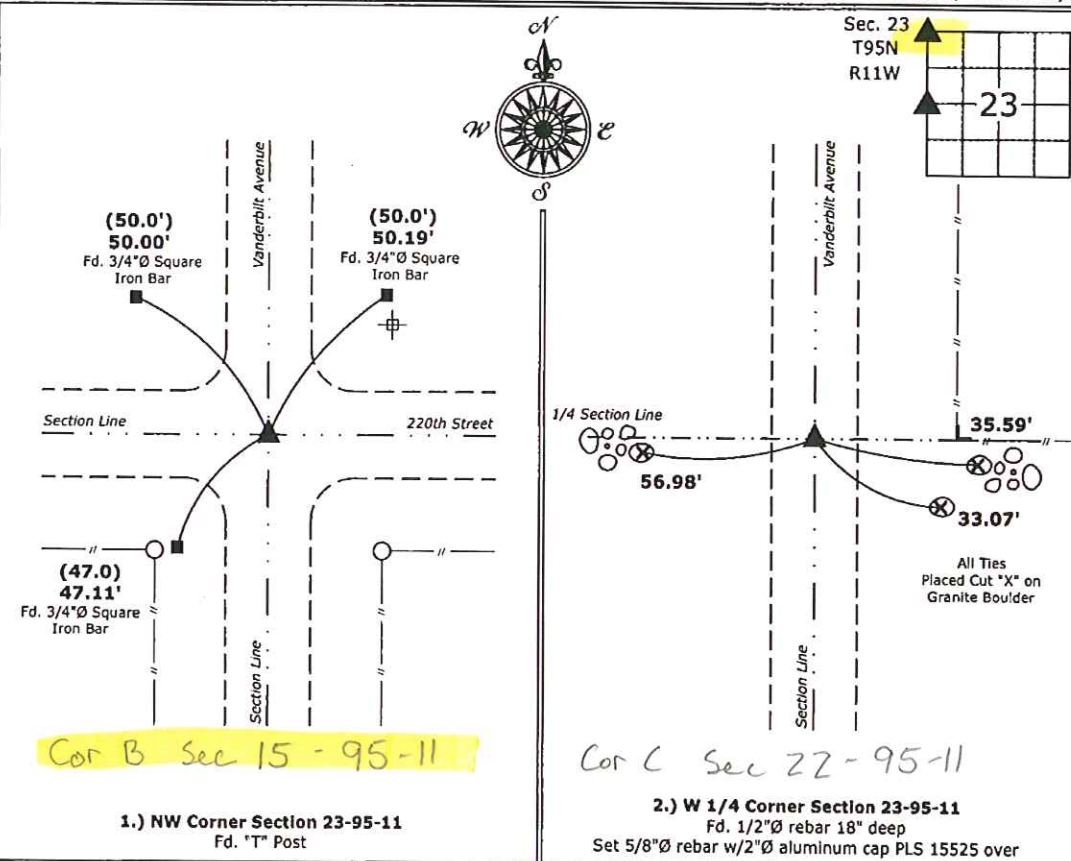 N
W
E
S
Sec. 23
T95N
R11W
23
Vanderbilt Avenue
(50.0')
50.00'
Fd. 3/4"Ø Square
Iron Bar
(50.0')
50.19'
Fd. 3/4"Ø Square
Iron Bar
Section Line
220th Street
(47.0)
47.11'
Fd. 3/4"Ø Square
Iron Bar
Section Line
Cor B Sec 15 - 95-11
1.) NW Corner Section 23-95-11
Fd. "T" Post
Vanderbilt Avenue
1/4 Section Line
56.98'
35.59'
33.07'
All Ties
Placed Cut "X" on
Granite Boulder
Section Line
Cor C Sec 22-95-11
2.) W 1/4 Corner Section 23-95-11
Fd. 1/2"Ø rebar 18" deep
Set 5/8"Ø rebar w/2"Ø aluminum cap PLS 15525 over